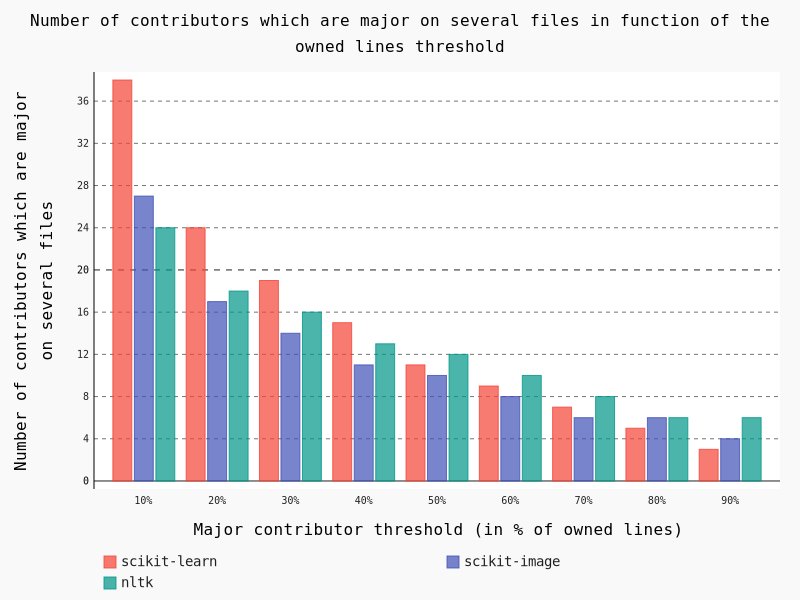 Number of contributors which are major on several files in function of the
owned lines threshold
Number of contributors which are major
on several files
36
32
28
24
20
16
12
8
4
0
10% 20% 30% 40% 50% 60% 70% 80% 90%
Major contributor threshold (in % of owned lines)
scikit-learn scikit-image
nltk